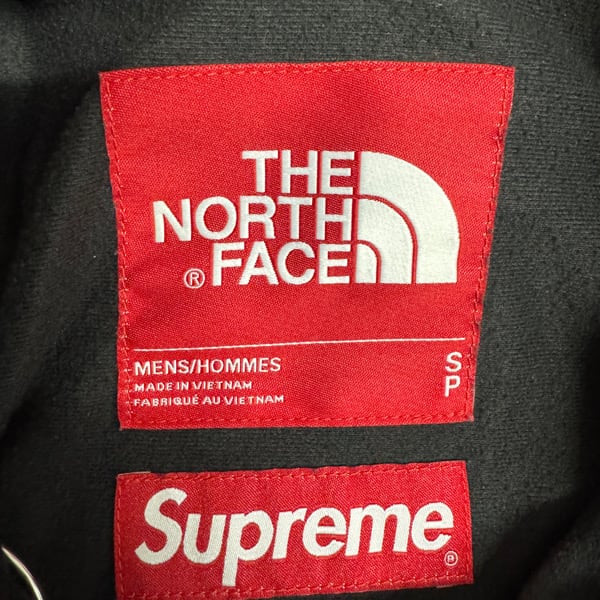 THE
NORTH
® FACE
MENS/HOMMES S
MADE IN VIETNAM P
FABRIQUÉ AU VIETNAM
Supreme ®